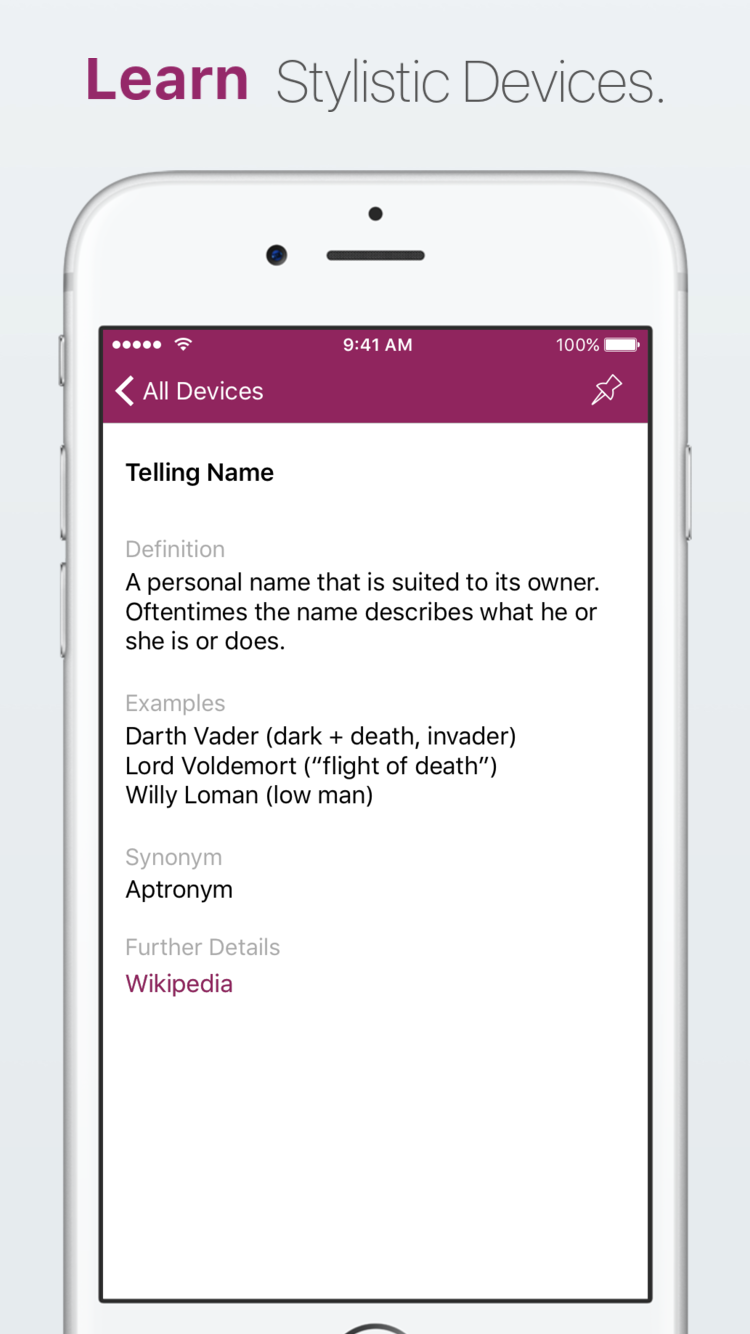 Learn Stylistic Devices.
9:41 AM
100%
All Devices
Telling Name
Definition
A personal name that is suited to its owner.
Oftentimes the name describes what he or
she is or does.
Examples
Darth Vader (dark + death, invader)
Lord Voldemort (“flight of death”)
Willy Loman (low man)
Synonym
Aptronym
Further Details
Wikipedia